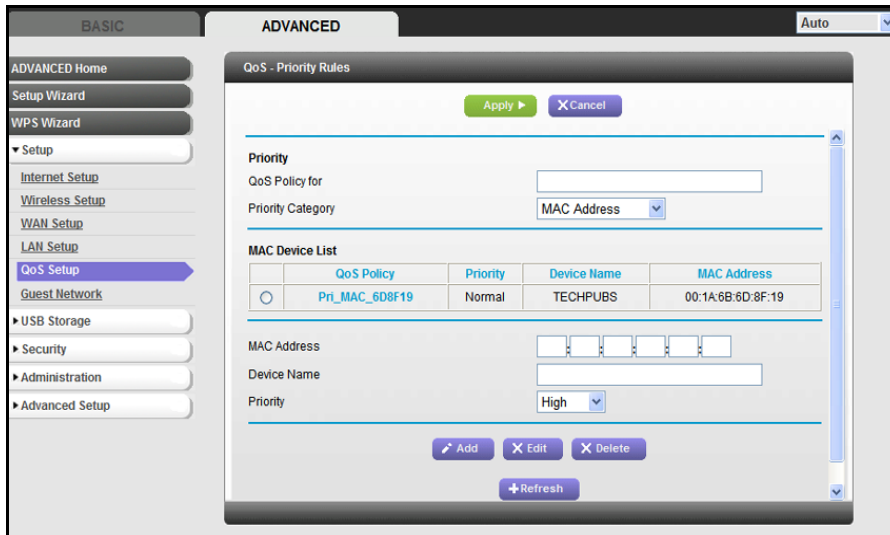 BASIC
ADVANCED
Auto
ADVANCED Home
Setup Wizard
WPS Wizard
Setup
Internet Setup
Wireless Setup
WAN Setup
LAN Setup
QoS Setup
Guest Network
USB Storage
Security
Administration
Advanced Setup
QoS - Priority Rules
Apply
Cancel
Priority
QoS Policy for
Priority Category MAC Address
MAC Device List
QoS Policy Priority Device Name MAC Address
Pri_MAC_6D8F19 Normal TECHPUBS 00:1A:6B:6D:8F:19
MAC Address : : : : :
Device Name
Priority High
Add Edit Delete
Refresh